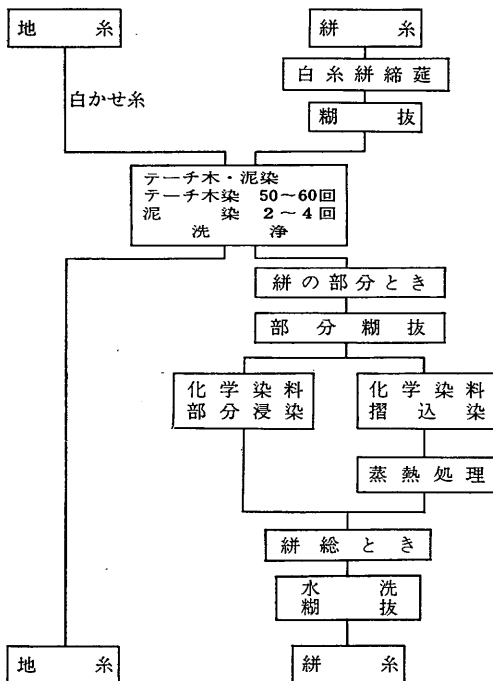 地糸
絣糸
白糸絣締莚
白かせ糸
糊抜
テーチ木・泥染
テーチ木染 50～60回
泥染 2～4回
洗浄
絣の部分とき
部分糊抜
化学染料
部分浸染
化学染料
摺込染
蒸熱処理
絣総とき
水洗
糊抜
地糸
絣糸